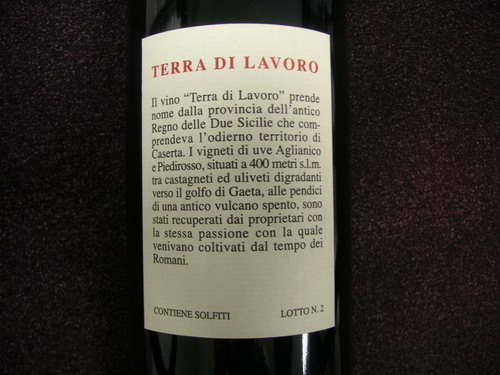 TERRA DI LAVORO
Il vino “Terra di Lavoro” prende
nome dalla provincia dell’antico
Regno delle Due Sicilie che com-
prendeva l’odierno territorio di
Caserta. I vigneti di uve Aglianico
e Piedirosso, situati a 400 metri s.l.m.
tra castagneti ed uliveti digradanti
verso il golfo di Gaeta, alle pendici
di una antico vulcano spento, sono
stati recuperati dai proprietari con
la stessa passione con la quale
venivano coltivati dal tempo dei
Romani.
CONTIENE SOLFITI LOTTO N. 2